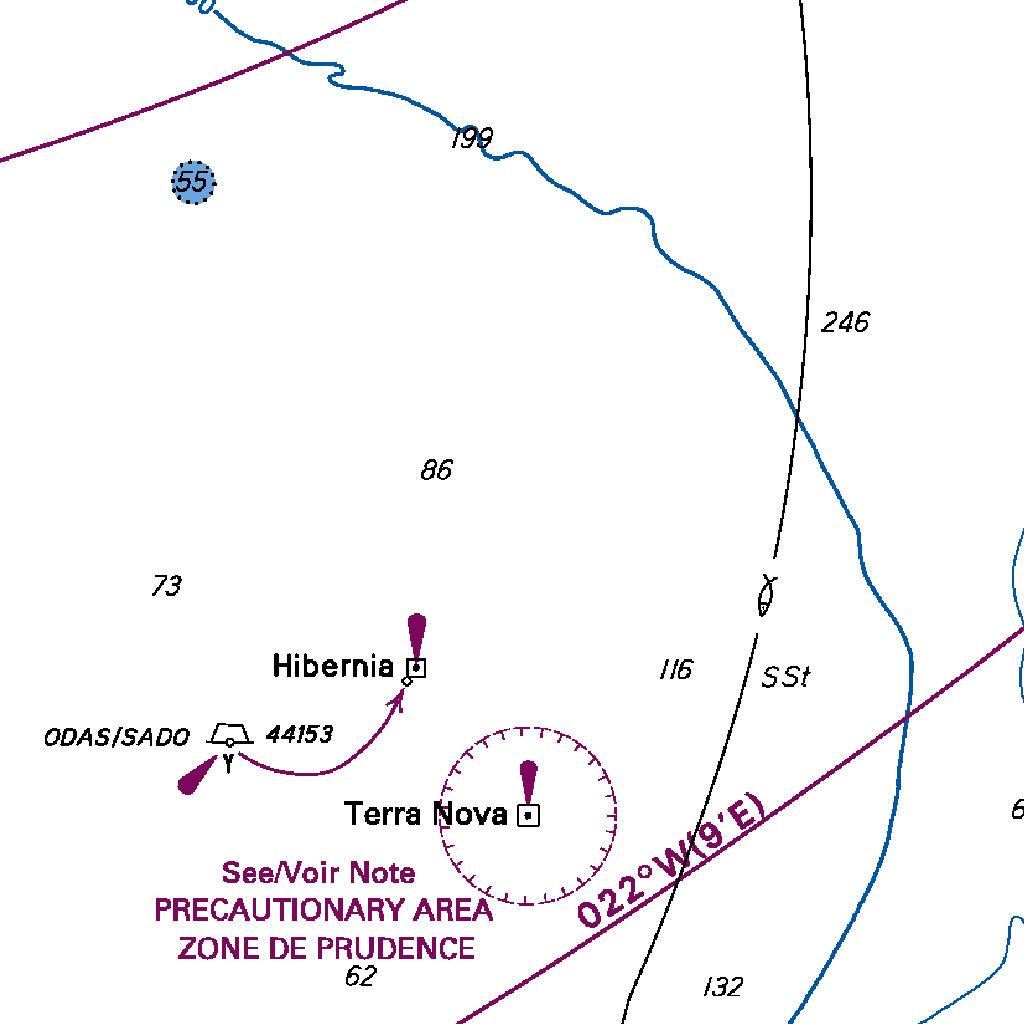 199
55
246
86
73
Hibernia
116
SSt
ODAS/SADO 44153
Terra Nova
022°W(9'E)
See/Voir Note
PRECAUTIONARY AREA
ZONE DE PRUDENCE
62
132